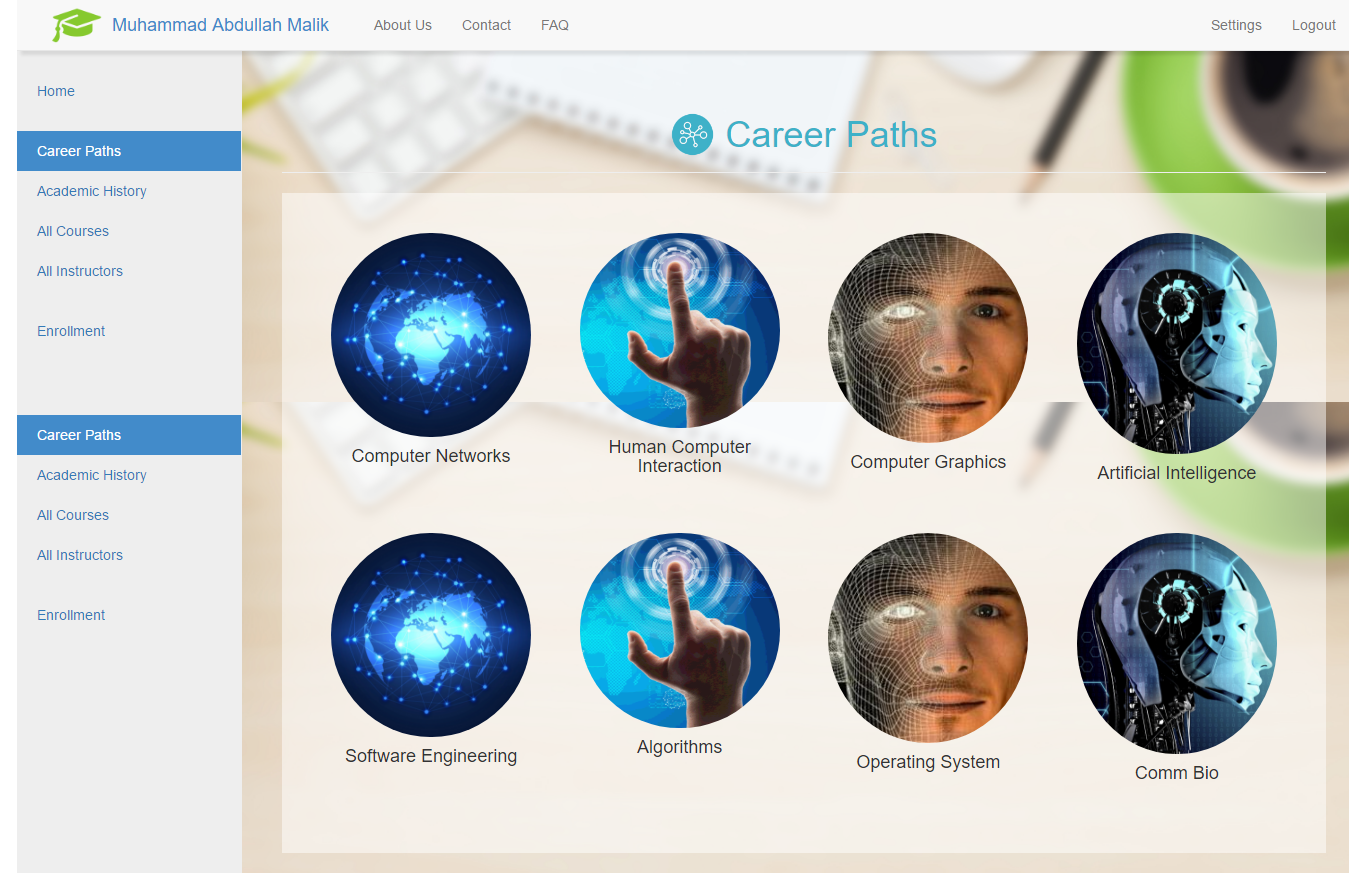 Muhammad Abdullah Malik
About Us
Contact
FAQ
Settings
Logout
Home
Career Paths
Academic History
All Courses
All Instructors
Enrollment
Career Paths
Academic History
All Courses
All Instructors
Enrollment
Career Paths
Computer Networks
Human Computer
Interaction
Computer Graphics
Artificial Intelligence
Software Engineering
Algorithms
Operating System
Comm Bio